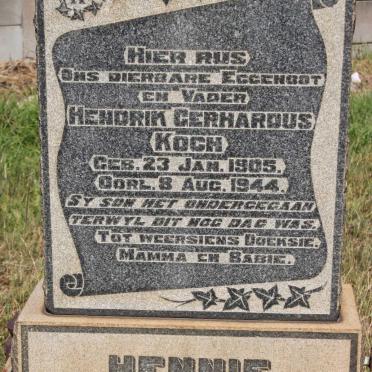 HIER RUS
ONS DIERBARE EGGENOOT
EN VADER
HENDRIK GERHARDUS
KOCH
GEB. 23 JAN. 1905.
OORL. 8 AUG. 1944.
SY SON HET ONDERGEGAAN
TERWYL DIT NOG DAG WAS.
TOT WEERSIENS DOEKSIE.
MAMMA EN BABIE.
HENNIE